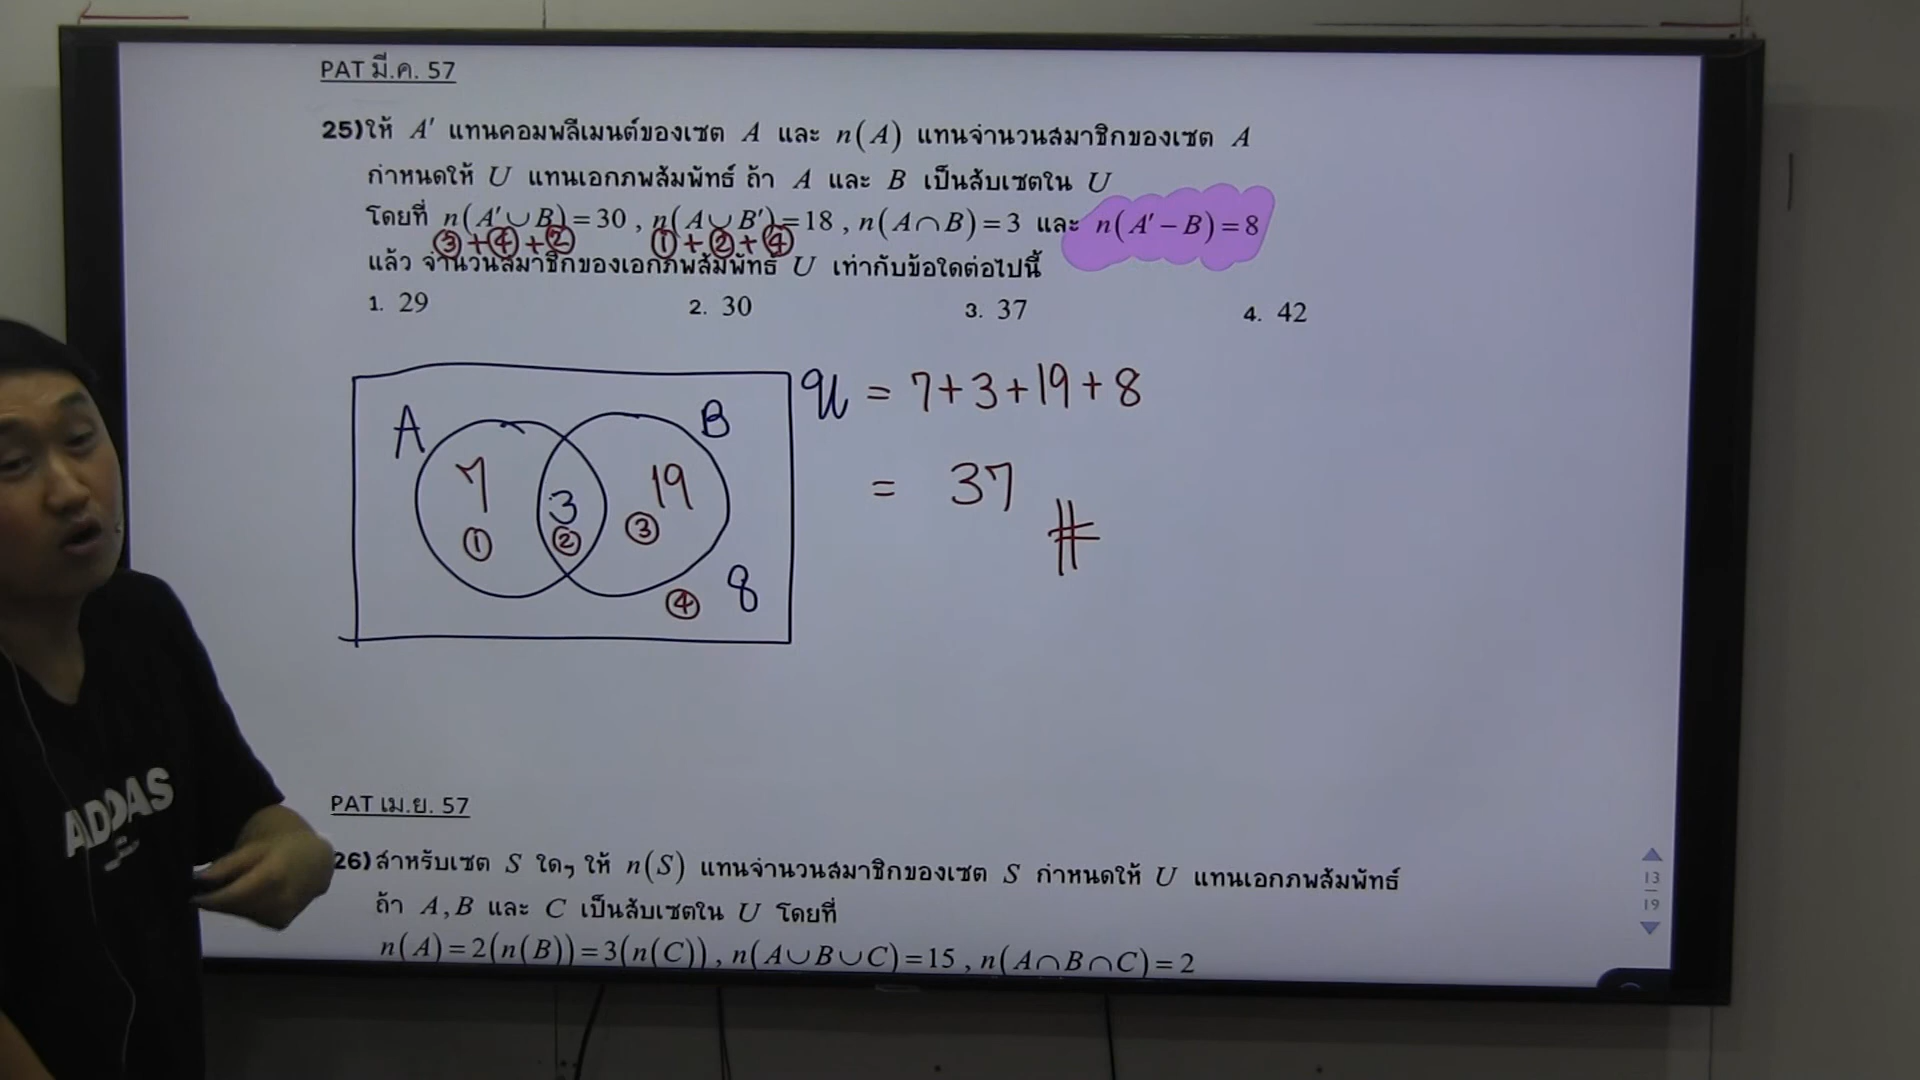 PAT มี.ค. 57
25) ให้ A′ แทนคอมพลีเมนต์ของเซต A และ n(A) แทนจำนวนสมาชิกของเซต A
กำหนดให้ U แทนเอกภพสัมพัทธ์ ถ้า A และ B เป็นสับเซตใน U
โดยที่ n(A′∪B)=30 , n(A∪B′)=18 , n(A∩B)=3 และ n(A′−B)=8
③+④+② ①+②+④
แล้ว จำนวนสมาชิกของเอกภพสัมพัทธ์ U เท่ากับข้อใดต่อไปนี้
1. 29 2. 30 3. 37 4. 42
A B
7 3 19
① ② ③
④ 8
U = 7+3+19+8
= 37 #
PAT เม.ย. 57
26) สำหรับเซต S ใดๆ ให้ n(S) แทนจำนวนสมาชิกของเซต S กำหนดให้ U แทนเอกภพสัมพัทธ์
ถ้า A,B และ C เป็นสับเซตใน U โดยที่
n(A)=2(n(B))=3(n(C)) , n(A∪B∪C)=15 , n(A∩B∩C)=2
13
19
ADIDAS